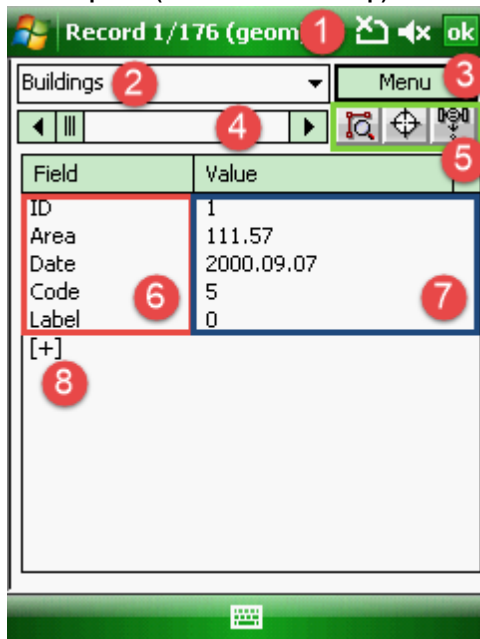 Record 1/176 (geom 1 ok
Buildings 2 Menu 3
4
5
Field Value
ID 1
Area 111.57
Date 2000.09.07
Code 5
Label 0
6 7
[+]
8